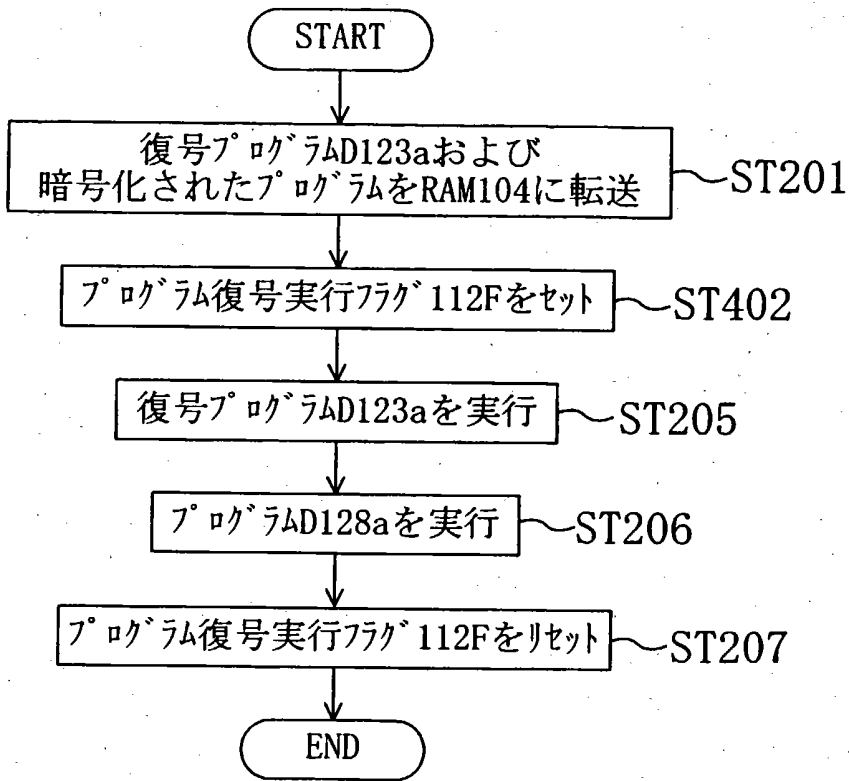 START
復号プログラムD123aおよび
暗号化されたプログラムをRAM104に転送
ST201
プログラム復号実行フラグ112Fをセット
ST402
復号プログラムD123aを実行
ST205
プログラムD128aを実行
ST206
プログラム復号実行フラグ112Fをリセット
ST207
END